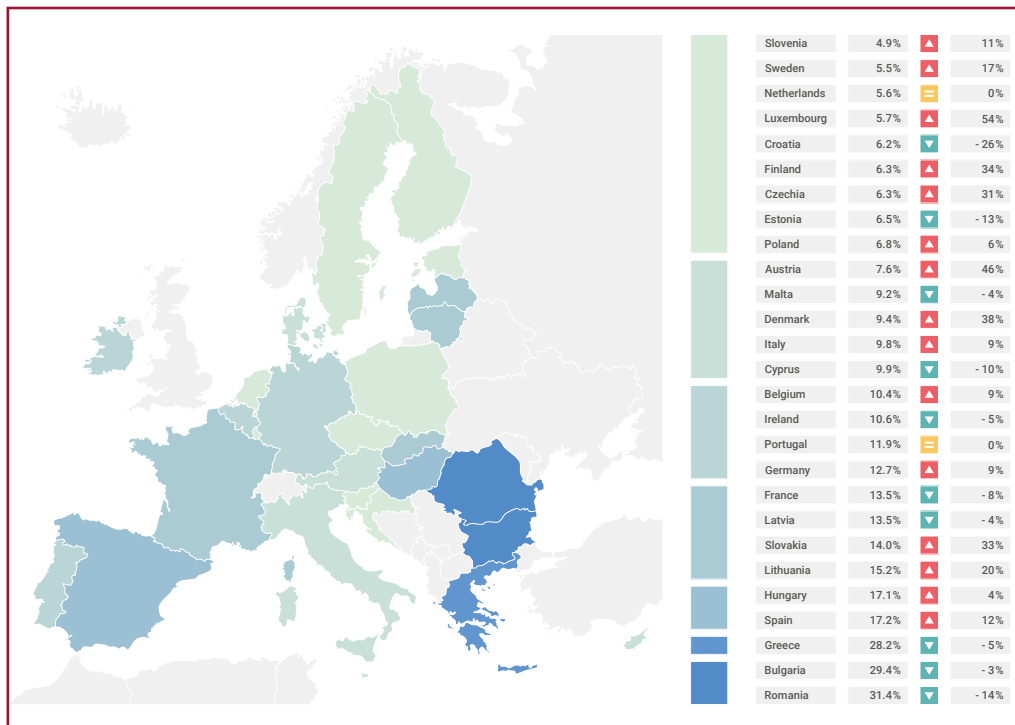 Slovenia 4.9% 11%
Sweden 5.5% 17%
Netherlands 5.6% = 0%
Luxembourg 5.7% 54%
Croatia 6.2% - 26%
Finland 6.3% 34%
Czechia 6.3% 31%
Estonia 6.5% - 13%
Poland 6.8% 6%
Austria 7.6% 46%
Malta 9.2% - 4%
Denmark 9.4% 38%
Italy 9.8% 9%
Cyprus 9.9% - 10%
Belgium 10.4% 9%
Ireland 10.6% - 5%
Portugal 11.9% = 0%
Germany 12.7% 9%
France 13.5% - 8%
Latvia 13.5% - 4%
Slovakia 14.0% 33%
Lithuania 15.2% 20%
Hungary 17.1% 4%
Spain 17.2% 12%
Greece 28.2% - 5%
Bulgaria 29.4% - 3%
Romania 31.4% - 14%